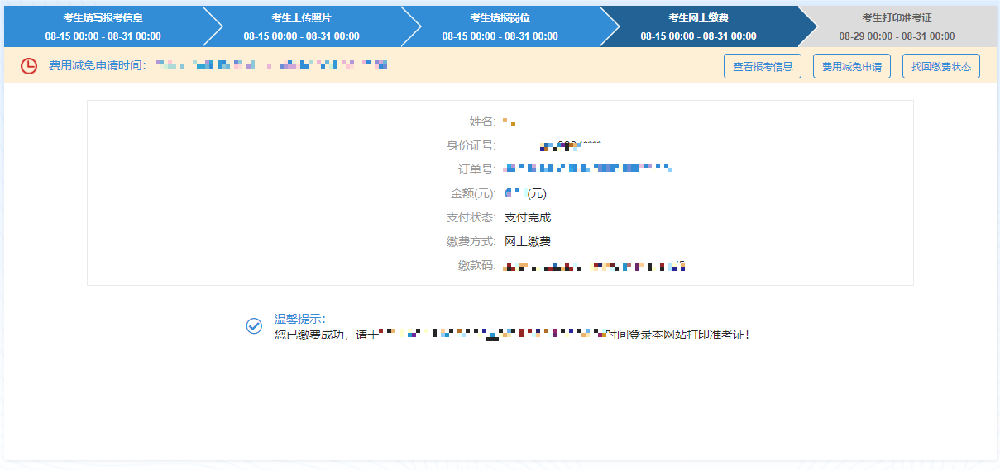 考生填写报考信息
08-15 00:00 - 08-31 00:00
考生上传照片
08-15 00:00 - 08-31 00:00
考生填报岗位
08-15 00:00 - 08-31 00:00
考生网上缴费
08-15 00:00 - 08-31 00:00
考生打印准考证
08-29 00:00 - 08-31 00:00
费用减免申请时间:
查看报考信息
费用减免申请
找回缴费状态
姓名:
身份证号: ****
订单号:
金额(元): (元)
支付状态: 支付完成
缴费方式: 网上缴费
缴款码:
温馨提示:
您已缴费成功，请于时间登录本网站打印准考证！